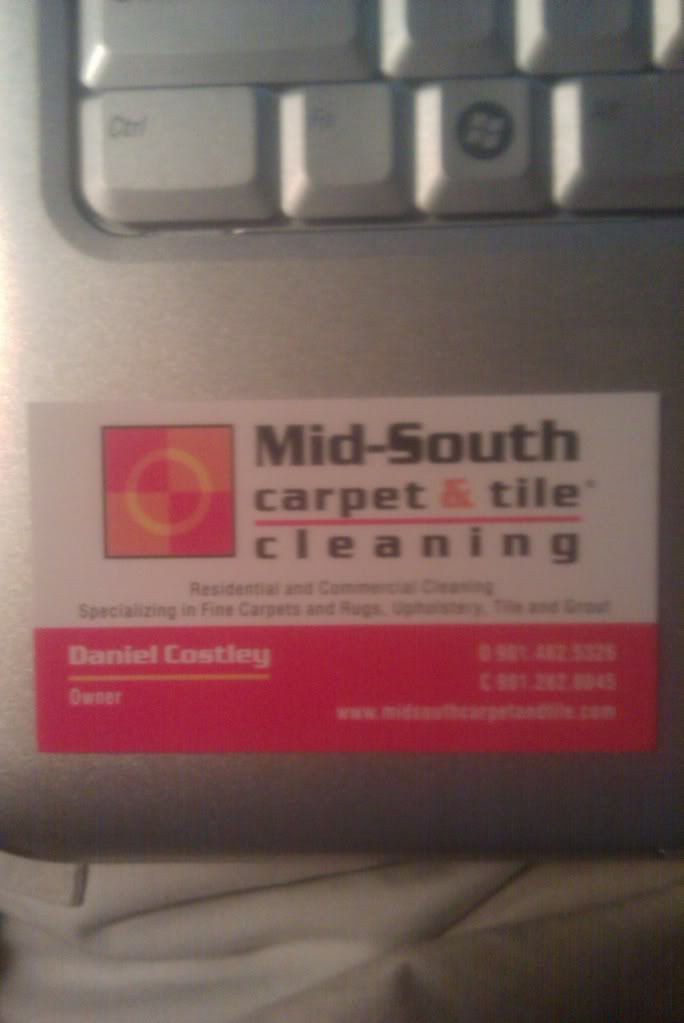 Ctrl
Mid-South
carpet & tile
cleaning
Residential and Commercial Cleaning
Specializing in Fine Carpets and Rugs, Upholstery, Tile and Grout
Daniel Costley
Owner
www.midsouthcarpetandtile.com